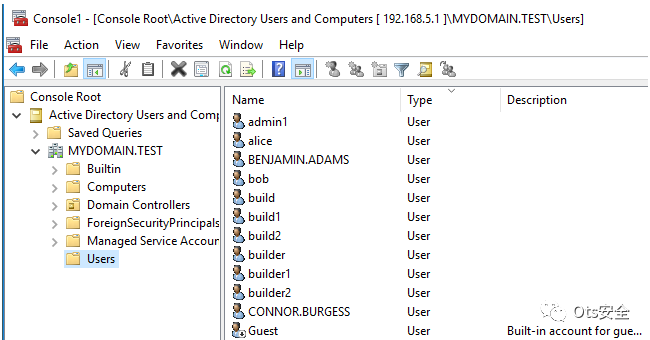 Console1 - [Console Root\Active Directory Users and Computers [ 192.168.5.1 ]\MYDOMAIN.TEST\Users]
File Action View Favorites Window Help
Console Root
Active Directory Users and Comp
Saved Queries
MYDOMAIN.TEST
Builtin
Computers
Domain Controllers
ForeignSecurityPrincipals
Managed Service Accoun
Users
Name Type Description
admin1 User
alice User
BENJAMIN.ADAMS User
bob User
build User
build1 User
build2 User
builder User
builder1 User
builder2 User
CONNOR.BURGESS User
Guest User Built-in account for gue...
Ots安全